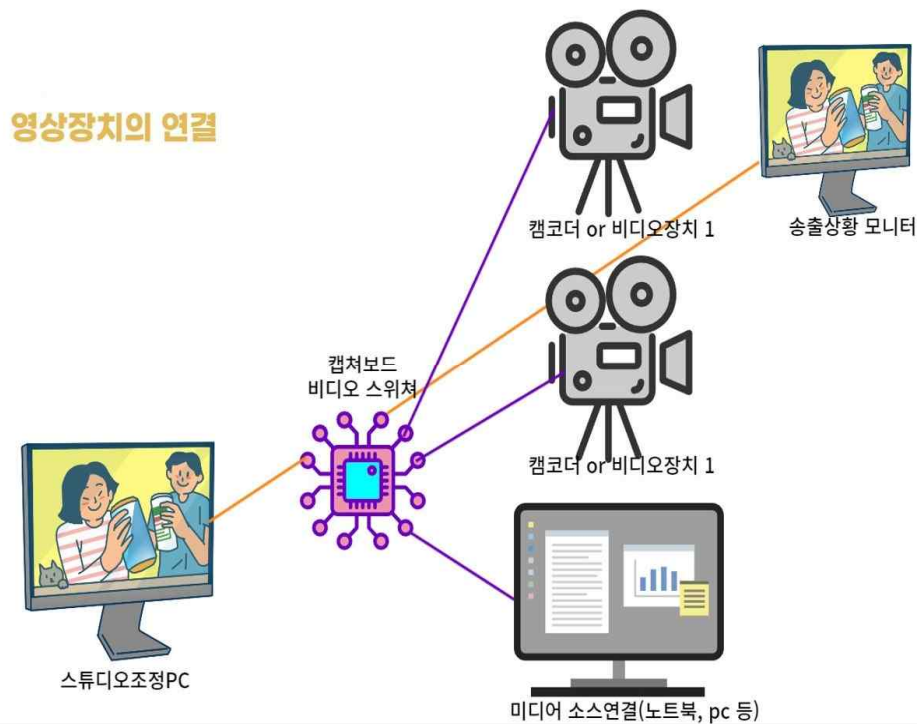 영상장치의 연결
캠코더 or 비디오장치 1
송출상황 모니터
캡쳐보드
비디오 스위쳐
캠코더 or 비디오장치 1
스튜디오조정PC
미디어 소스연결(노트북, pc 등)